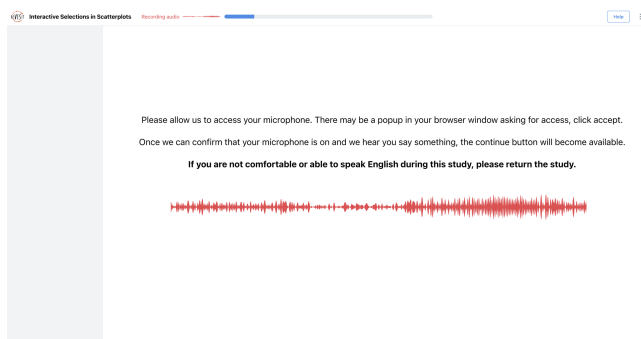 Interactive Selections in Scatterplots
Recording audio
Help
Please allow us to access your microphone. There may be a popup in your browser window asking for access, click accept.
Once we can confirm that your microphone is on and we hear you say something, the continue button will become available.
If you are not comfortable or able to speak English during this study, please return the study.